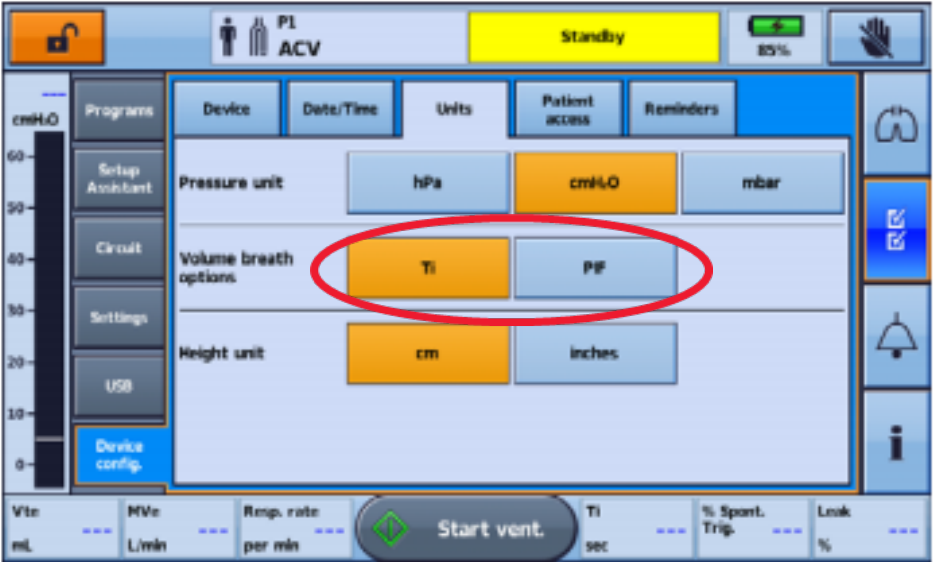 P1
ACV
Standby
85%
cmH₂O
60
50
40
30
20
10
0
Programs
Setup
Assistant
Circuit
Settings
USB
Device
config.
Device
Date/Time
Units
Patient
access
Reminders
Pressure unit
hPa
cmH₂O
mbar
Volume breath
options
Ti
PIF
Height unit
cm
inches
Vte
---
mL
MVe
---
L/min
Resp. rate
---
per min
Start vent.
Ti
---
sec
% Spont.
Trig.
---
Leak
---
%